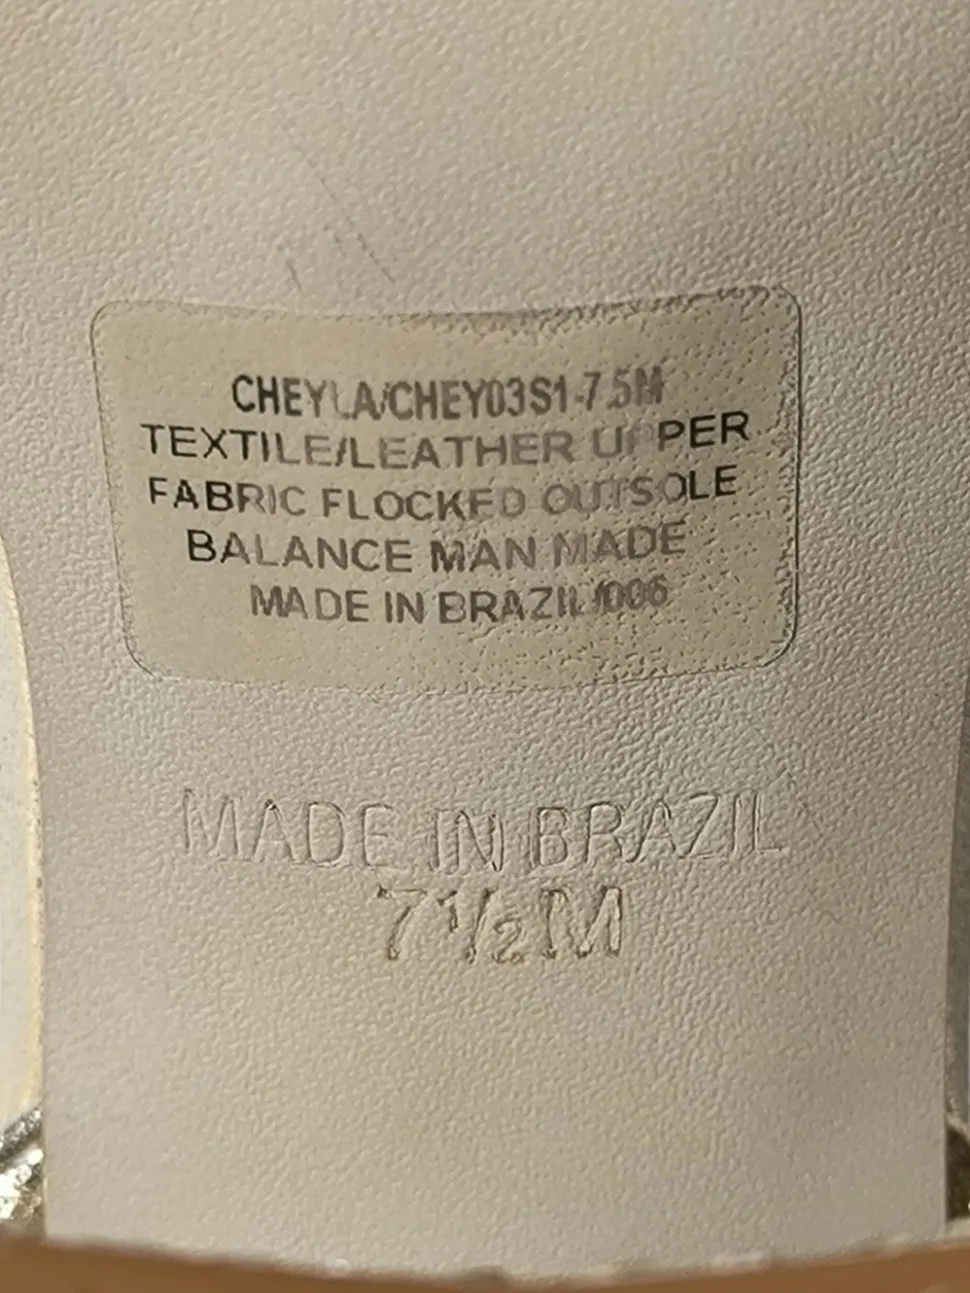 CHEYLA/CHEY03S1-7.5M
TEXTILE/LEATHER UPPER
FABRIC FLOCKED OUTSOLE
BALANCE MAN MADE
MADE IN BRAZIL/006
MADE IN BRAZIL
7½M